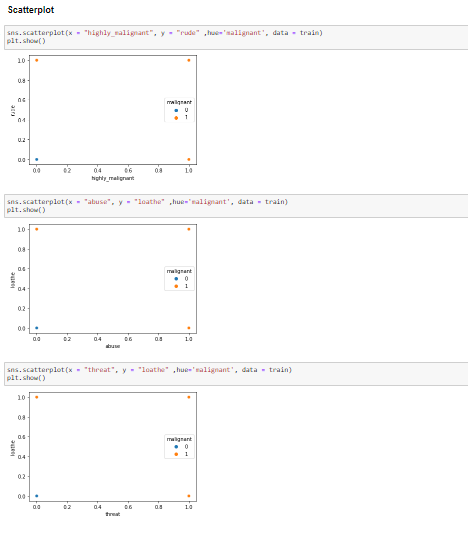 Scatterplot
sns.scatterplot(x = "highly_malignant", y = "rude" ,hue='malignant', data = train)
plt.show()
1.0
0.8
0.6
0.4
0.2
0.0
rude
malignant
0
1
0.0 0.2 0.4 0.6 0.8 1.0
highly_malignant
sns.scatterplot(x = "abuse", y = "loathe" ,hue='malignant', data = train)
plt.show()
1.0
0.8
0.6
0.4
0.2
0.0
loathe
malignant
0
1
0.0 0.2 0.4 0.6 0.8 1.0
abuse
sns.scatterplot(x = "threat", y = "loathe" ,hue='malignant', data = train)
plt.show()
1.0
0.8
0.6
0.4
0.2
0.0
loathe
malignant
0
1
0.0 0.2 0.4 0.6 0.8 1.0
threat